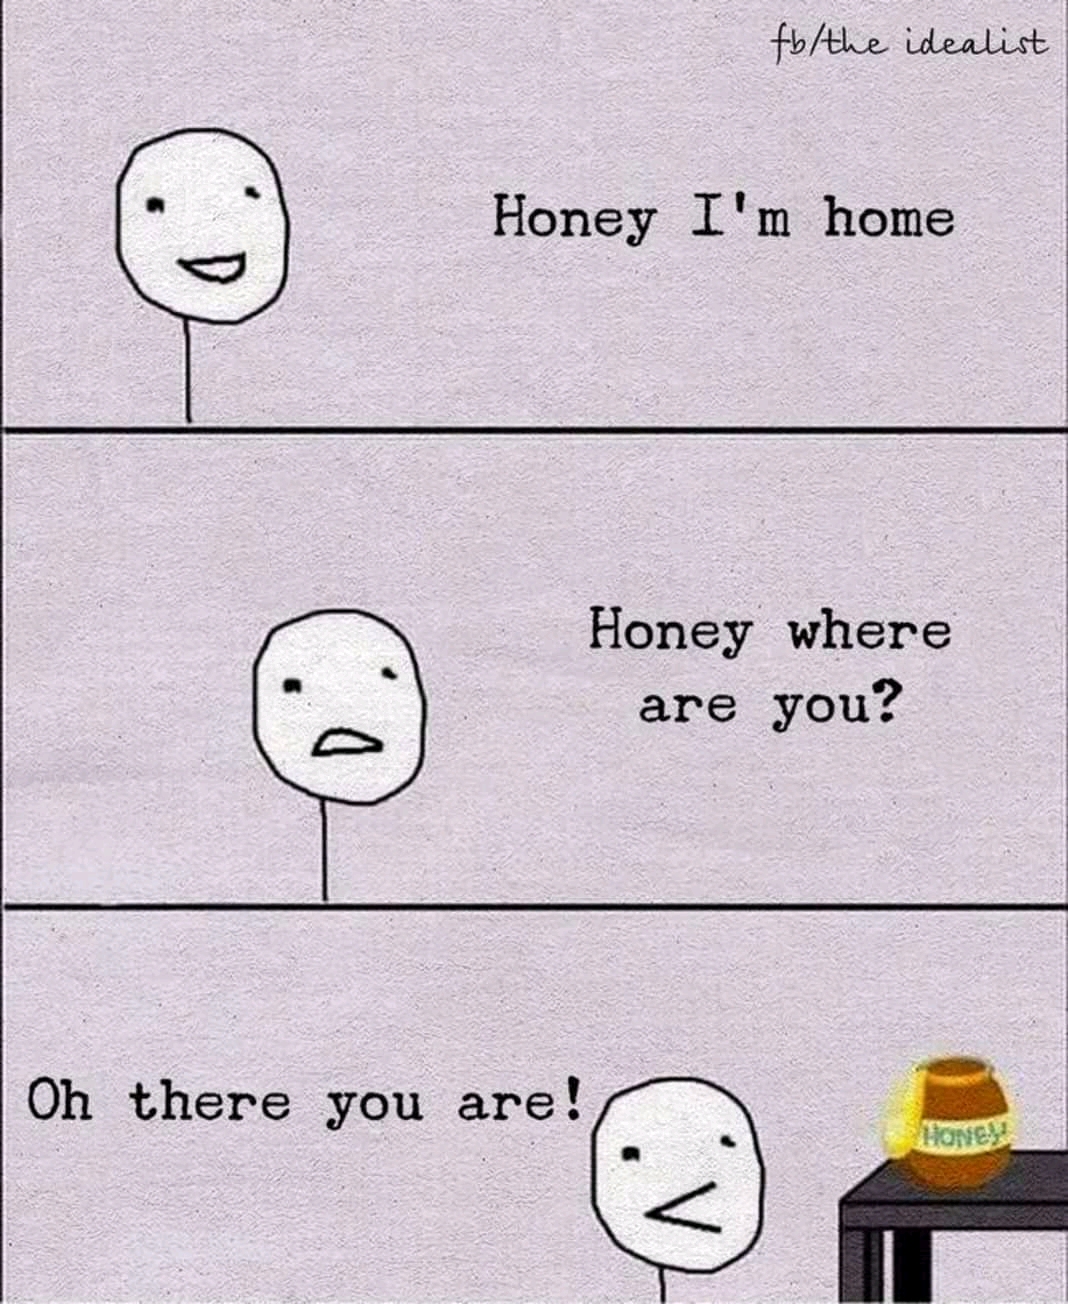 fb/the idealist
Honey I'm home
Honey where
are you?
Oh there you are!
HONEY